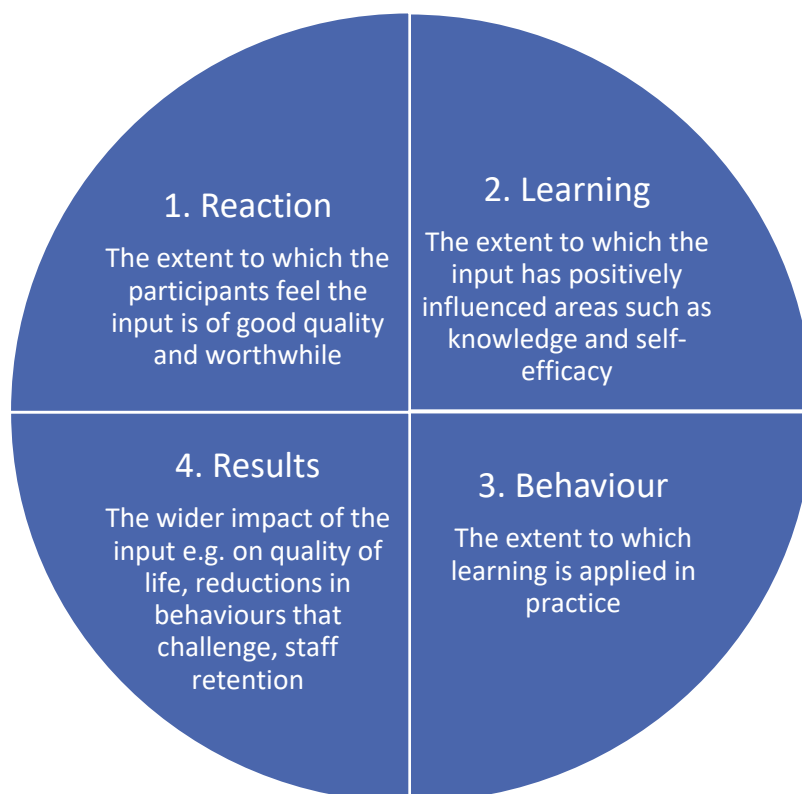 1. Reaction
The extent to which the
participants feel the
input is of good quality
and worthwhile
2. Learning
The extent to which the
input has positively
influenced areas such as
knowledge and self-
efficacy
3. Behaviour
The extent to which
learning is applied in
practice
4. Results
The wider impact of the
input e.g. on quality of
life, reductions in
behaviours that
challenge, staff
retention